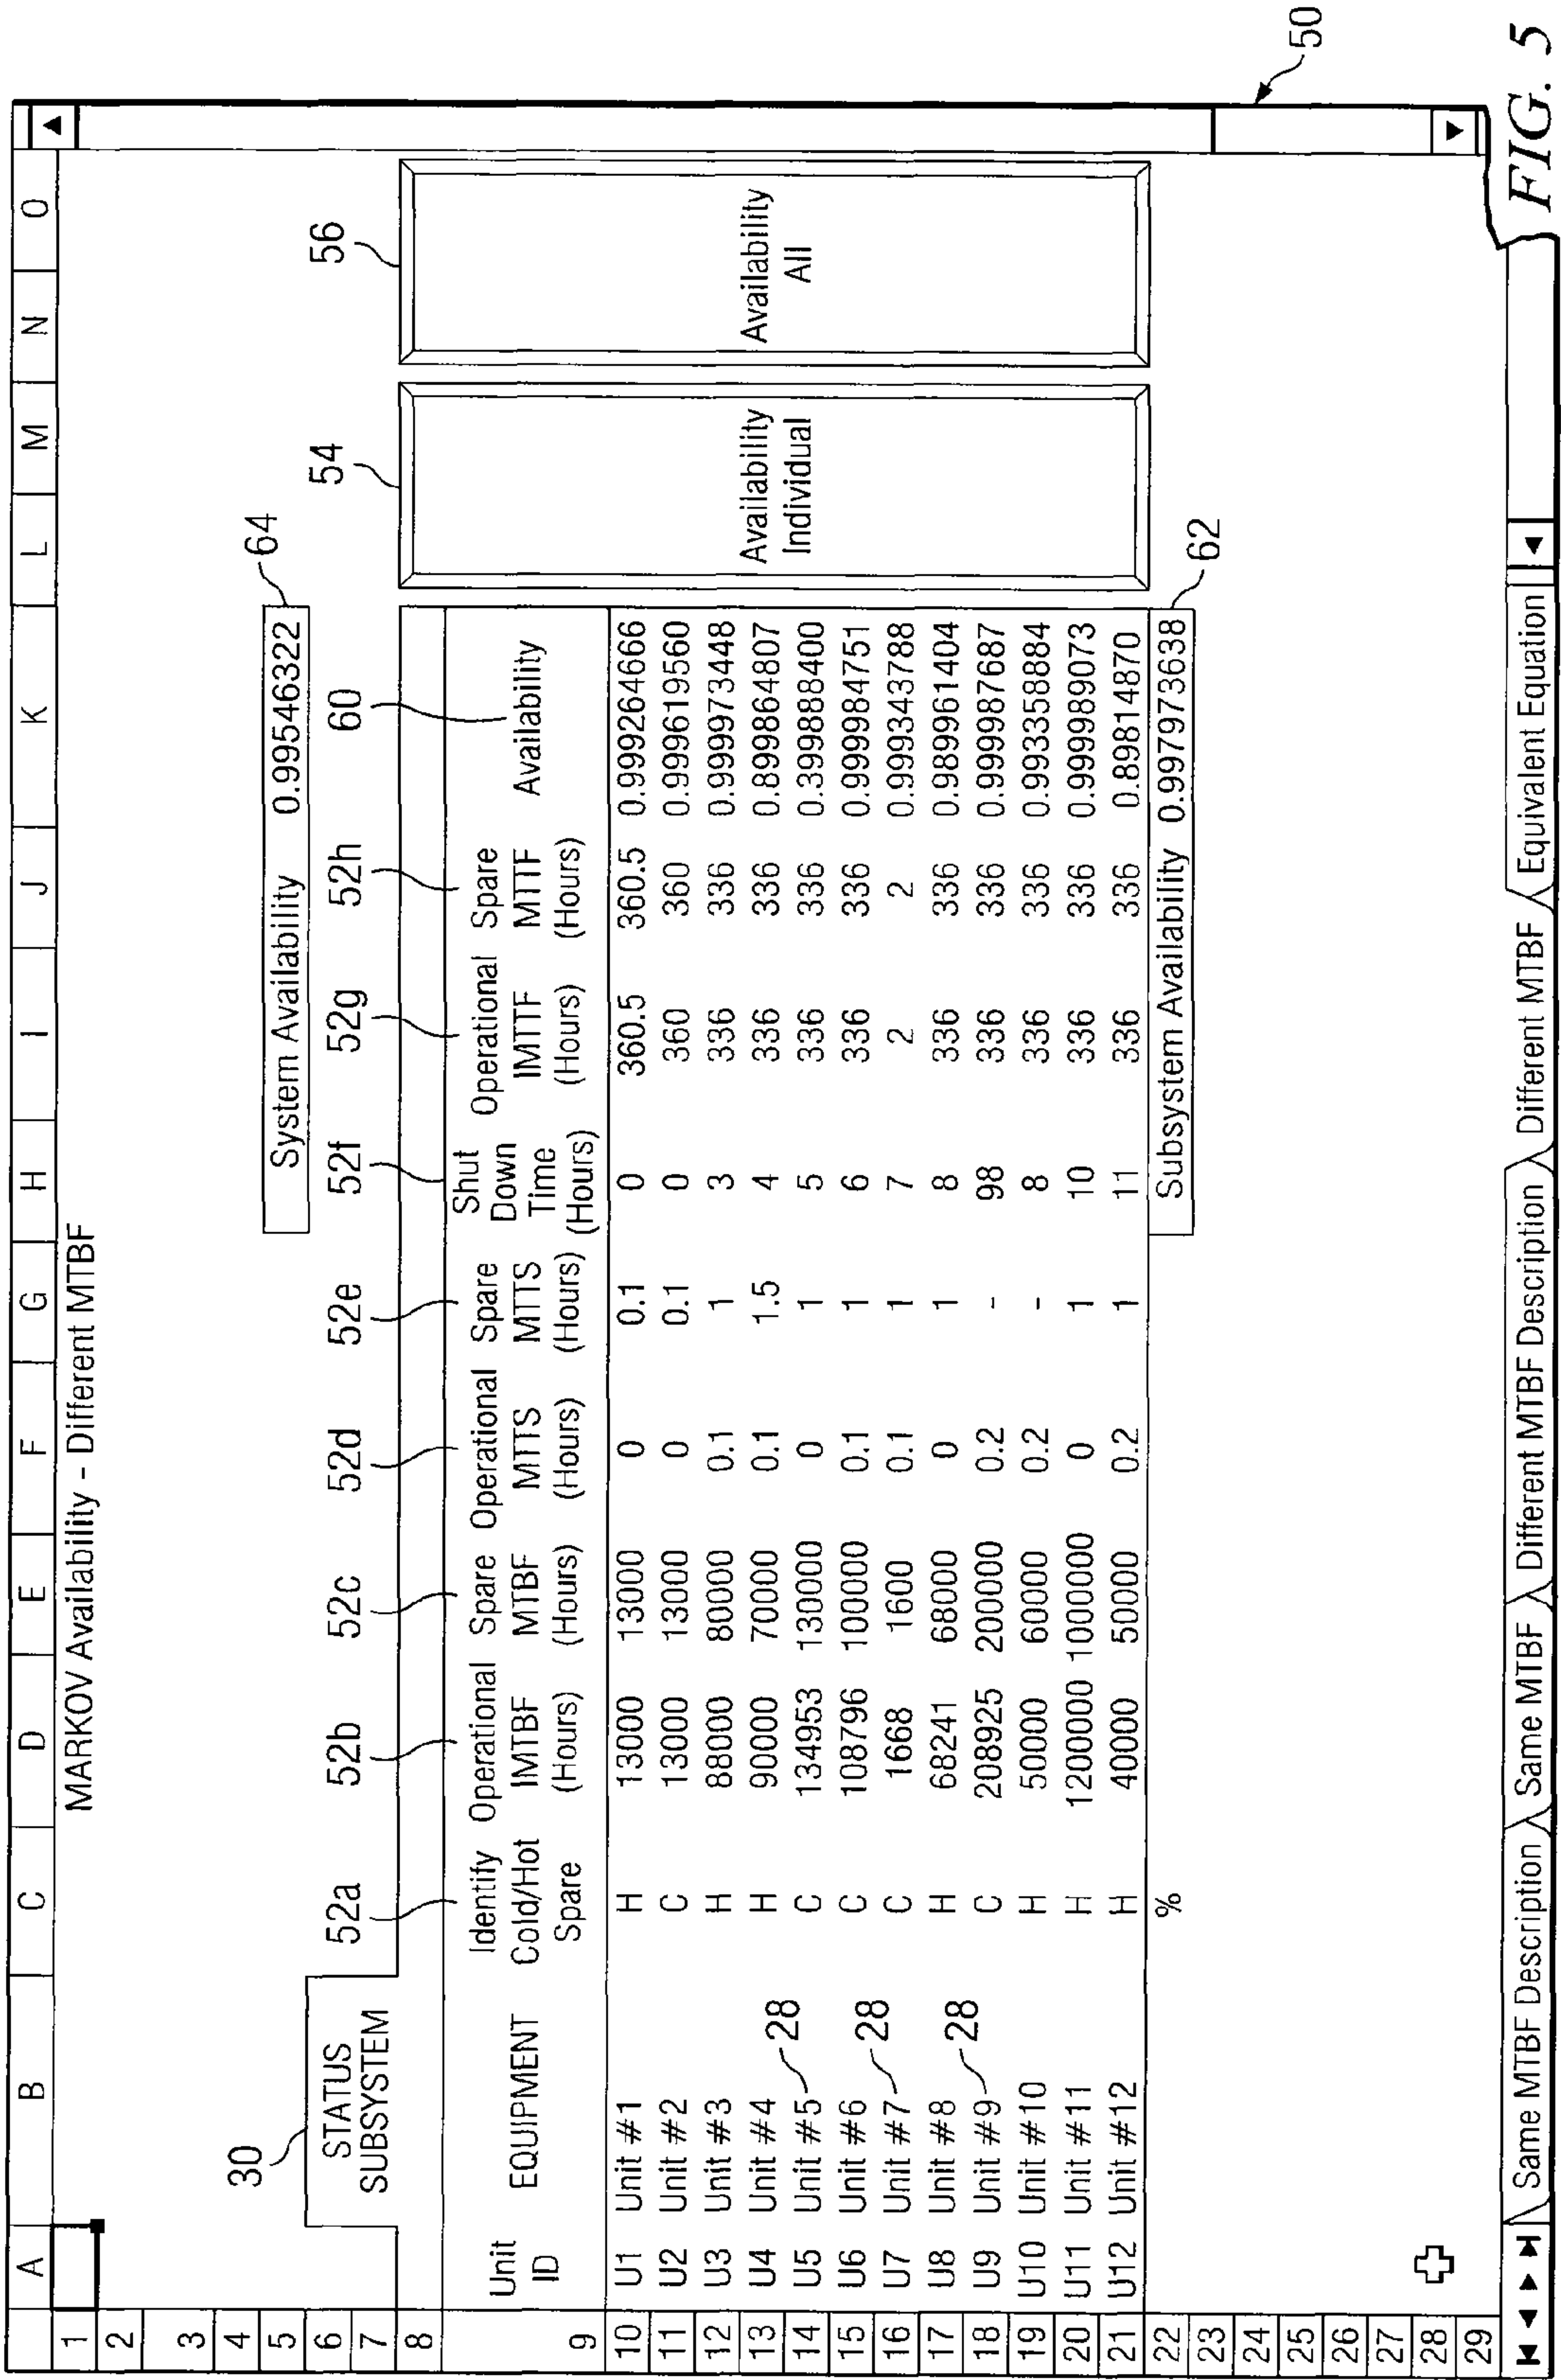 A B C D E F G H I J K L M N O
1 MARKOV Availability - Different MTBF
2
3
4
5 System Availability 0.99546322 64
30
6 STATUS
7 SUBSYSTEM
52a 52b 52c 52d 52e 52f 52g 52h 60 54 56
8
9
Unit ID
EQUIPMENT
Identify Cold/Hot Spare
Operational IMTBF (Hours)
Spare MTBF (Hours)
Operational MTTS (Hours)
Spare MTTS (Hours)
Shut Down Time (Hours)
Operational IMTTF (Hours)
Spare MTTF (Hours)
Availability
10 U1 Unit #1 H 13000 13000 0 0.1 0 360.5 360.5 0.999264666
11 U2 Unit #2 C 13000 13000 0 0.1 0 360 360 0.999619560
12 U3 Unit #3 H 88000 80000 0.1 1 3 336 336 0.999973448
13 U4 Unit #4 H 90000 70000 0.1 1.5 4 336 336 0.899864807
14 U5 Unit #5 28 C 134953 130000 0 1 5 336 336 0.399888400
15 U6 Unit #6 C 108796 100000 0.1 1 6 336 336 0.999984751
16 U7 Unit #7 28 C 1668 1600 0.1 1 7 2 2 0.999343788
17 U8 Unit #8 H 68241 68000 0 1 8 336 336 0.989961404
18 U9 Unit #9 28 C 208925 200000 0.2 - 98 336 336 0.999987687
19 U10 Unit #10 H 50000 60000 0.2 - 8 336 336 0.993358884
20 U11 Unit #11 H 1200000 1000000 0 1 10 336 336 0.999989073
21 U12 Unit #12 H 40000 50000 0.2 1 11 336 336 0.89814870
22 % Subsystem Availability 0.997973638 62
Availability Individual
Availability All
23
24
25
26
27
28
29
50
Same MTBF Description Same MTBF Different MTBF Description Different MTBF Equivalent Equation
FIG. 5